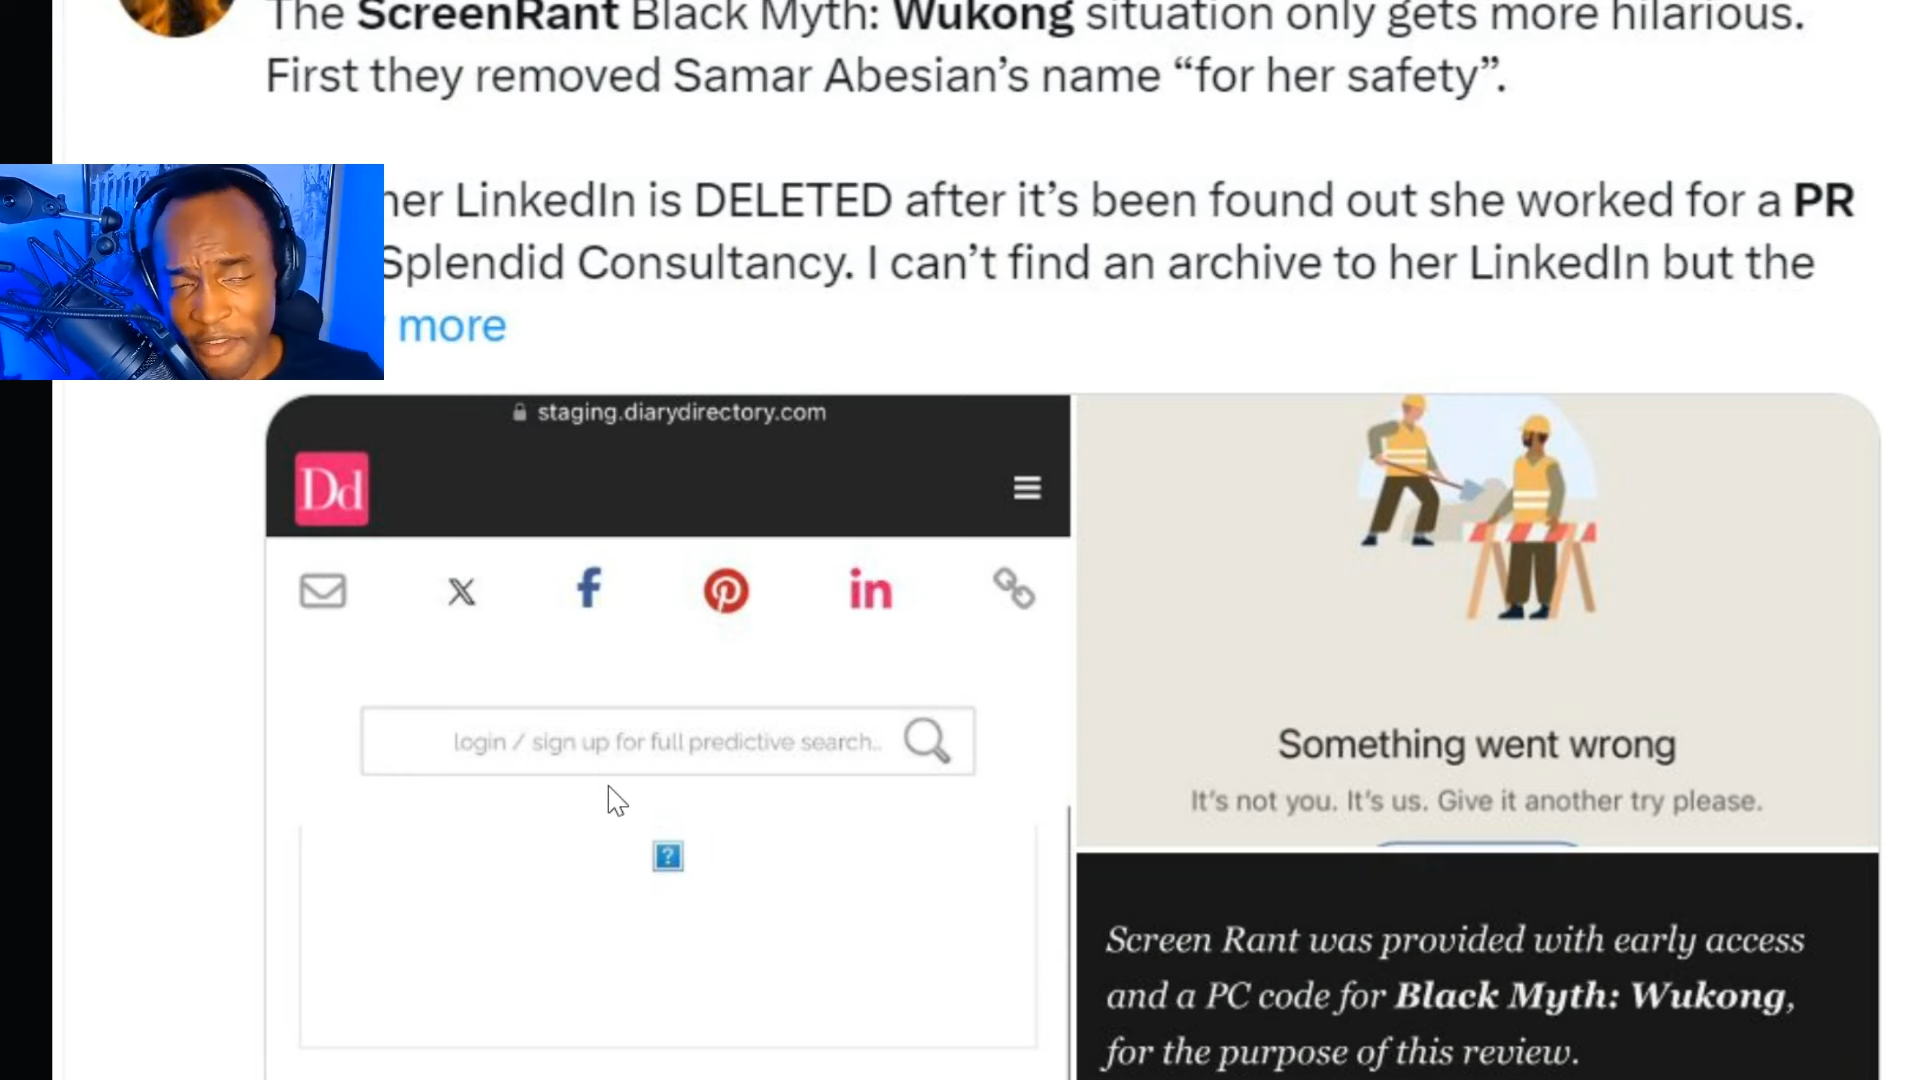 The ScreenRant Black Myth: Wukong situation only gets more hilarious.
First they removed Samar Abesian’s name “for her safety”.
her LinkedIn is DELETED after it’s been found out she worked for a PR
Splendid Consultancy. I can’t find an archive to her LinkedIn but the
more
staging.diarydirectory.com
Dd
X f in
login / sign up for full predictive search..
?
Something went wrong
It’s not you. It’s us. Give it another try please.
Screen Rant was provided with early access
and a PC code for Black Myth: Wukong,
for the purpose of this review.